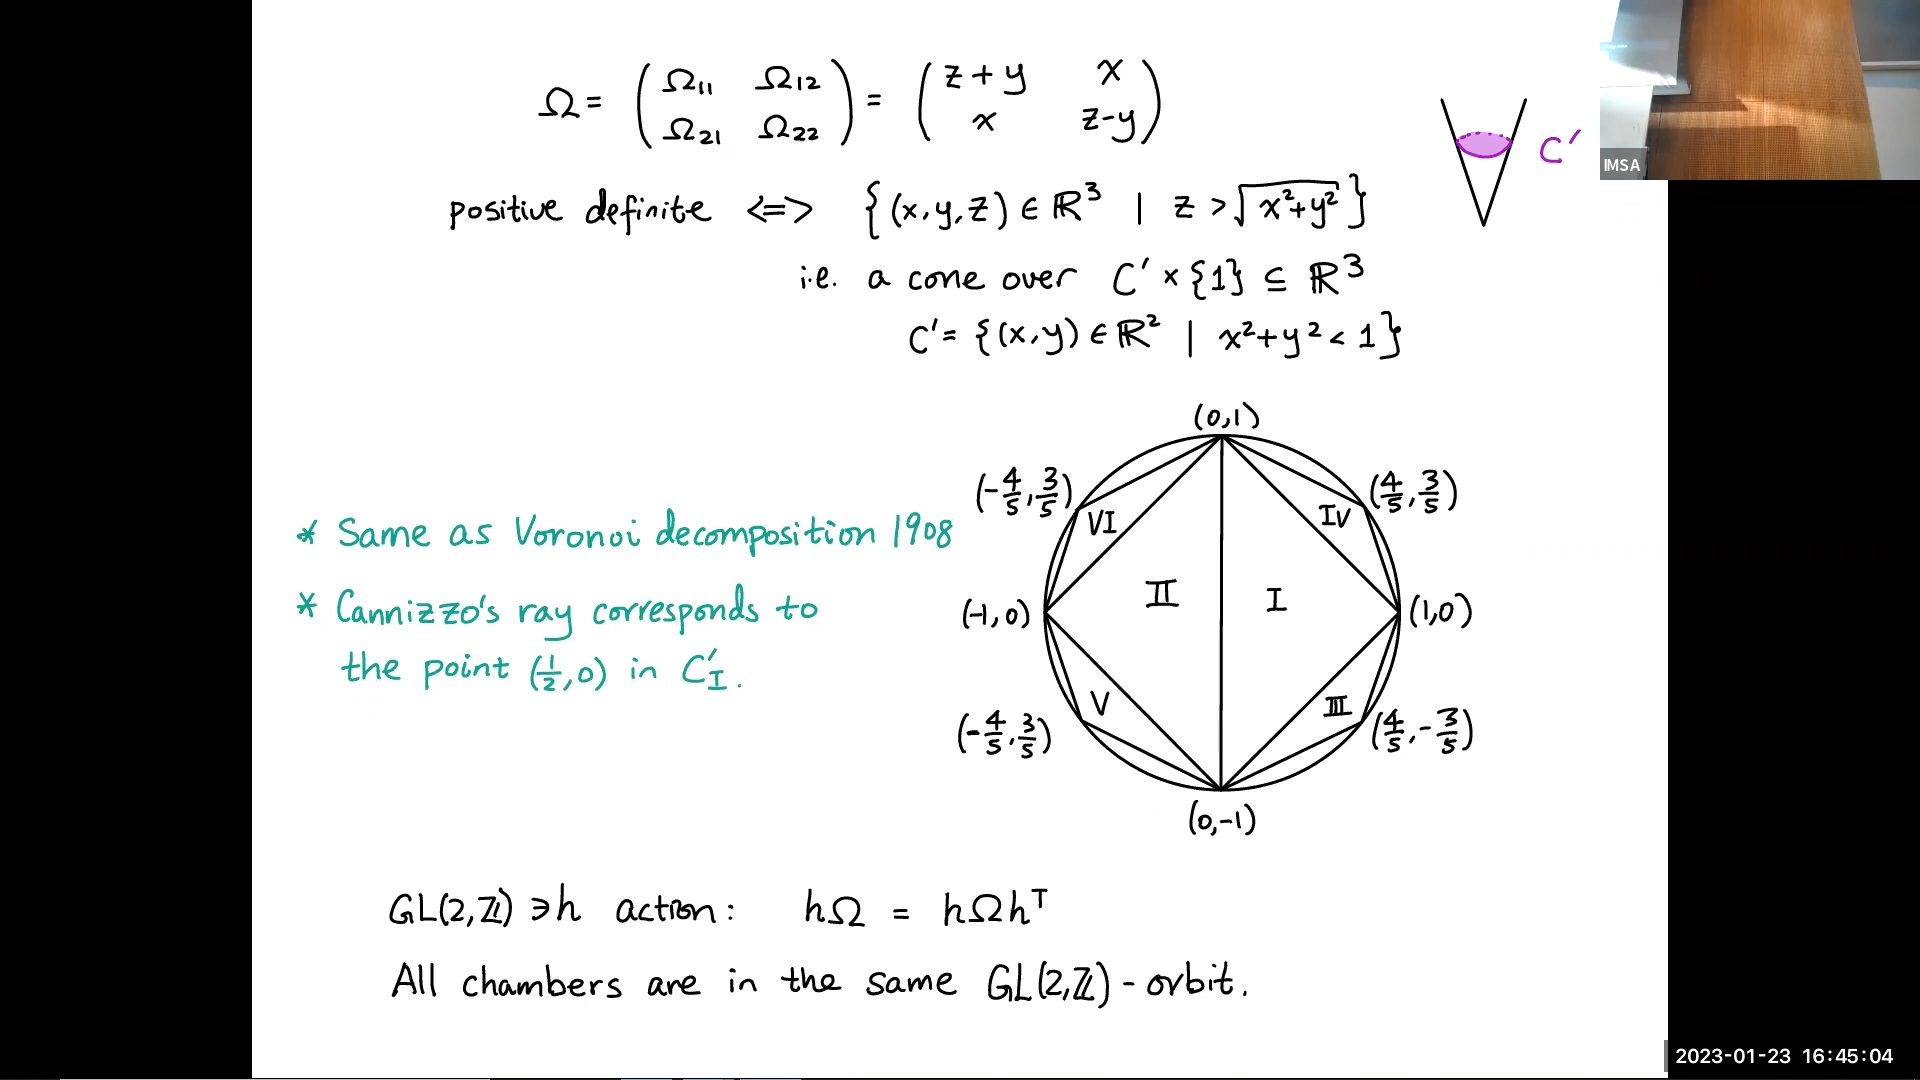 Ω = ( Ω11 Ω12 ) = ( z+y x )
( Ω21 Ω22 ) ( x z-y )
C'
IMSA
positive definite <=> {(x,y,z) ∈ ℝ³ | z > √x²+y² }
i.e. a cone over C' × {1} ⊆ ℝ³
C' = {(x,y) ∈ ℝ² | x²+y² < 1}
(0,1)
(-4/5, 3/5) (4/5, 3/5)
VI IV
* Same as Voronoi decomposition 1908
II I
* Cannizzo's ray corresponds to
(-1,0) (1,0)
the point (1/2, 0) in C'I.
V III
(-4/5, 3/5) (4/5, -3/5)
(0,-1)
GL(2,ℤ) ∋ h action: hΩ = hΩhᵀ
All chambers are in the same GL(2,ℤ) - orbit.
2023-01-23 16:45:04